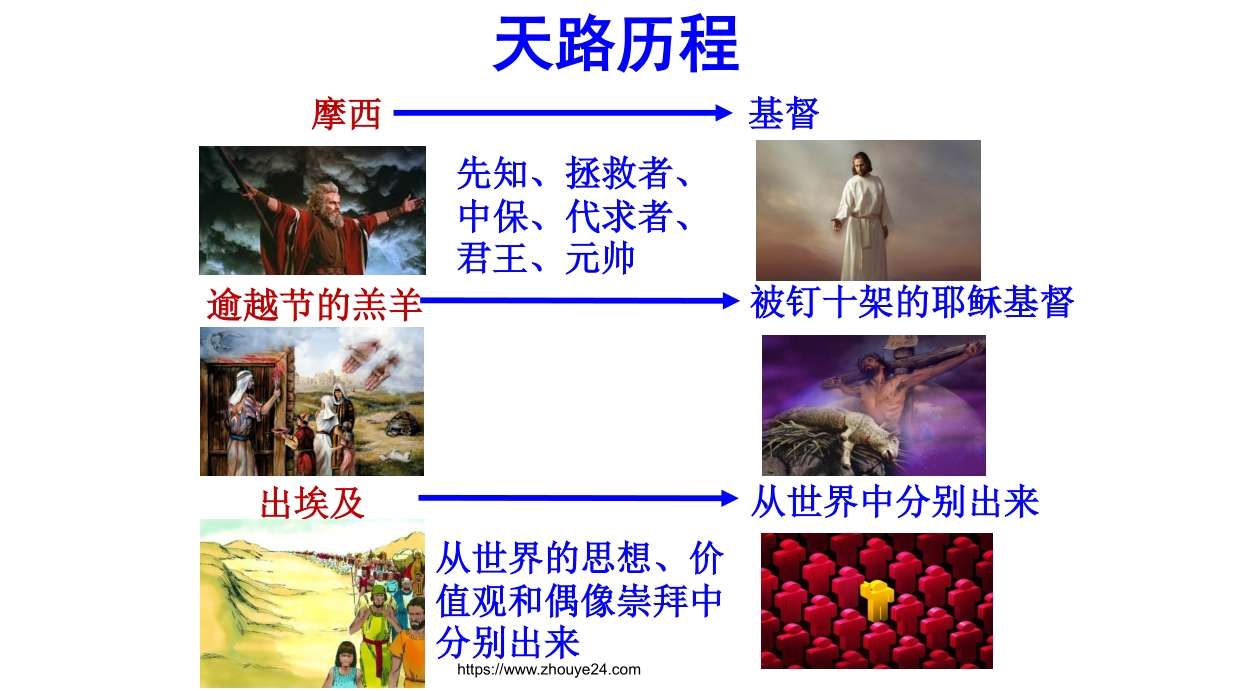 天路历程
摩西
基督
先知、拯救者、
中保、代求者、
君王、元帅
逾越节的羔羊
被钉十架的耶稣基督
出埃及
从世界中分别出来
从世界的思想、价
值观和偶像崇拜中
分别出来
https://www.zhouye24.com